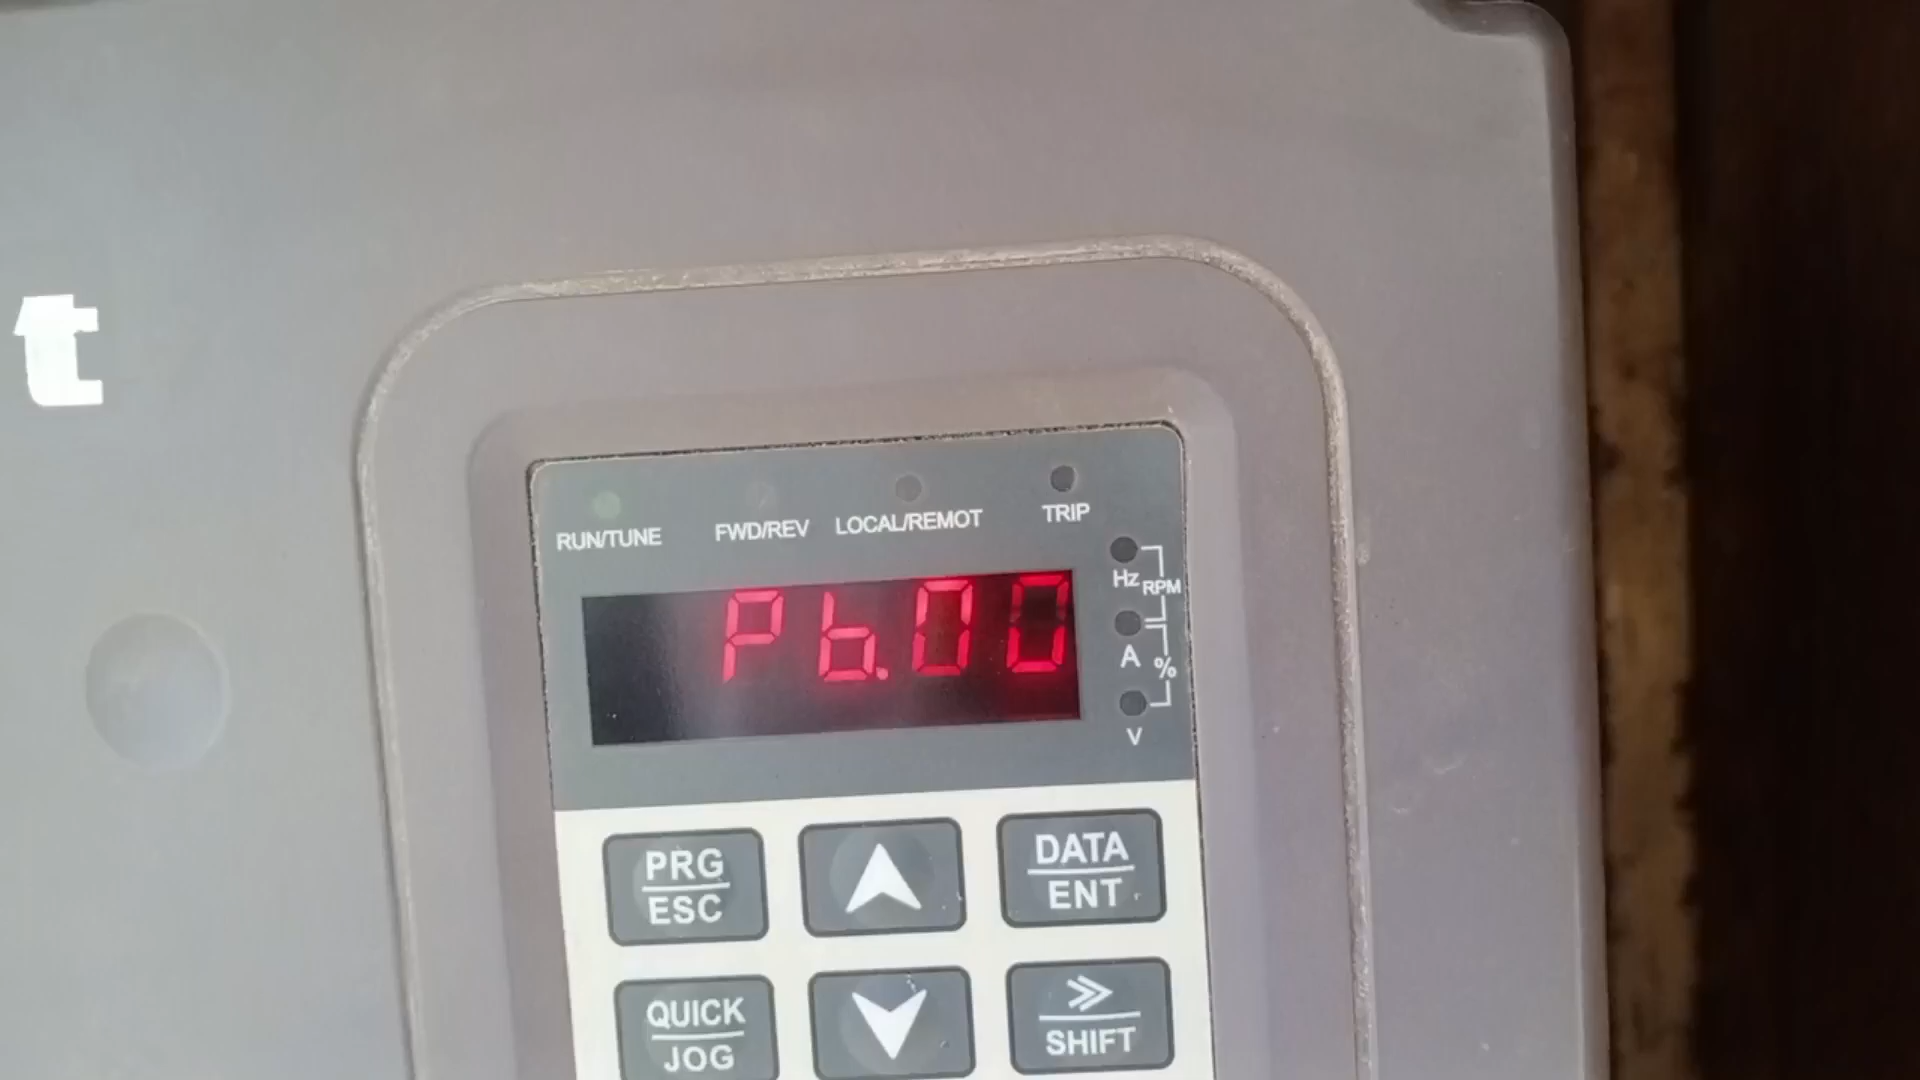 t
RUN/TUNE FWD/REV LOCAL/REMOT TRIP
Hz RPM
Pb.00
A %
V
PRG
ESC
DATA
ENT
QUICK
JOG
SHIFT